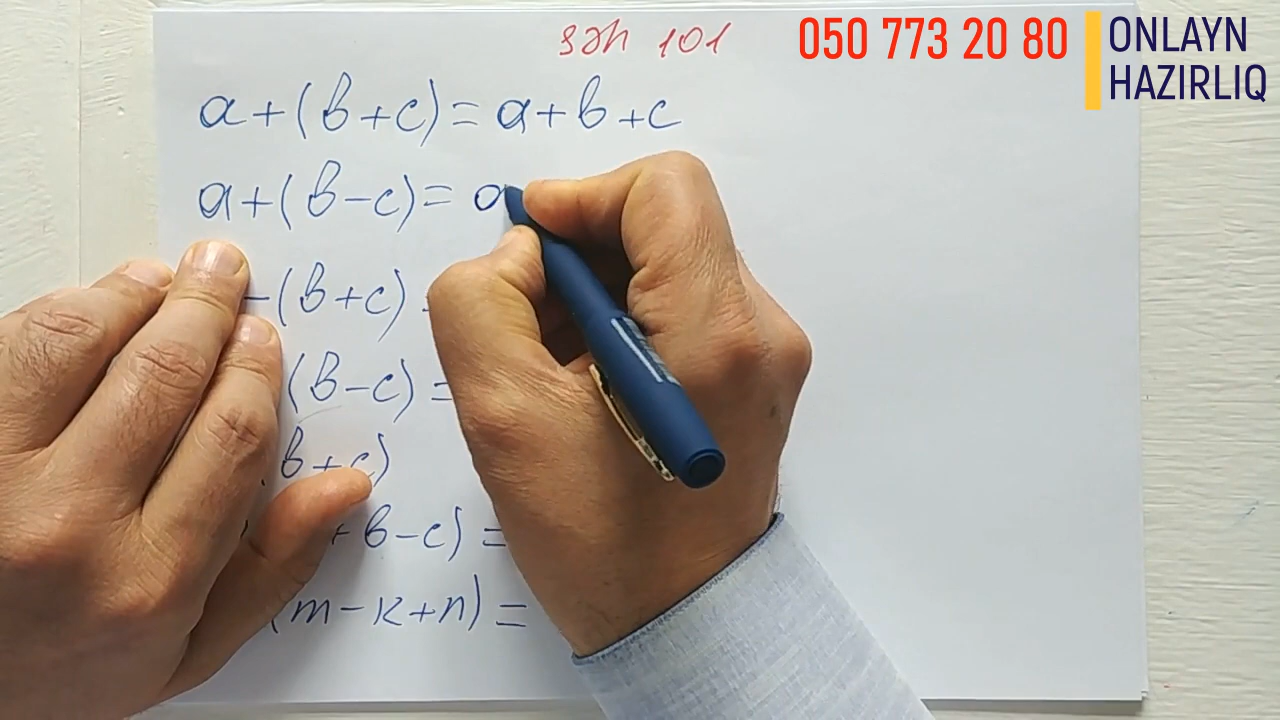 səh 101
050 773 20 80
ONLAYN
HAZIRLIQ
a+(b+c)=a+b+c
a+(b-c)=a
-(b+c)
(b-c)=
b+c)
+b-c)=
(m-k+n)=